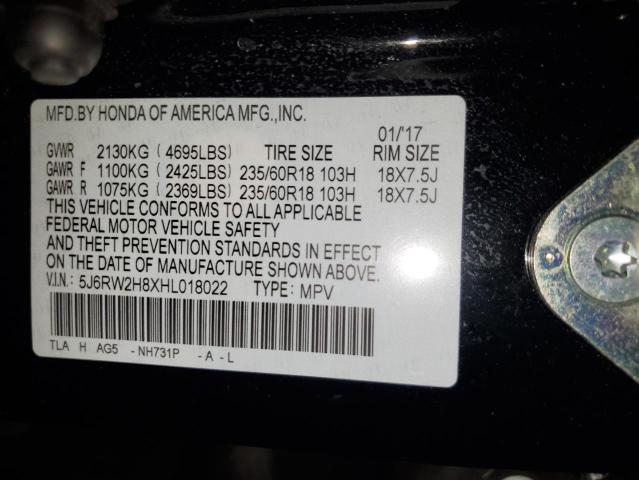 MFD.BY HONDA OF AMERICA MFG.,INC.
01/'17
GVWR 2130KG (4695LBS) TIRE SIZE RIM SIZE
GAWR F 1100KG (2425LBS) 235/60R18 103H 18X7.5J
GAWR R 1075KG (2369LBS) 235/60R18 103H 18X7.5J
THIS VEHICLE CONFORMS TO ALL APPLICABLE
FEDERAL MOTOR VEHICLE SAFETY
AND THEFT PREVENTION STANDARDS IN EFFECT
ON THE DATE OF MANUFACTURE SHOWN ABOVE.
V.I.N.: 5J6RW2H8XHL018022 TYPE: MPV
TLA H AG5 -NH731P -A-L